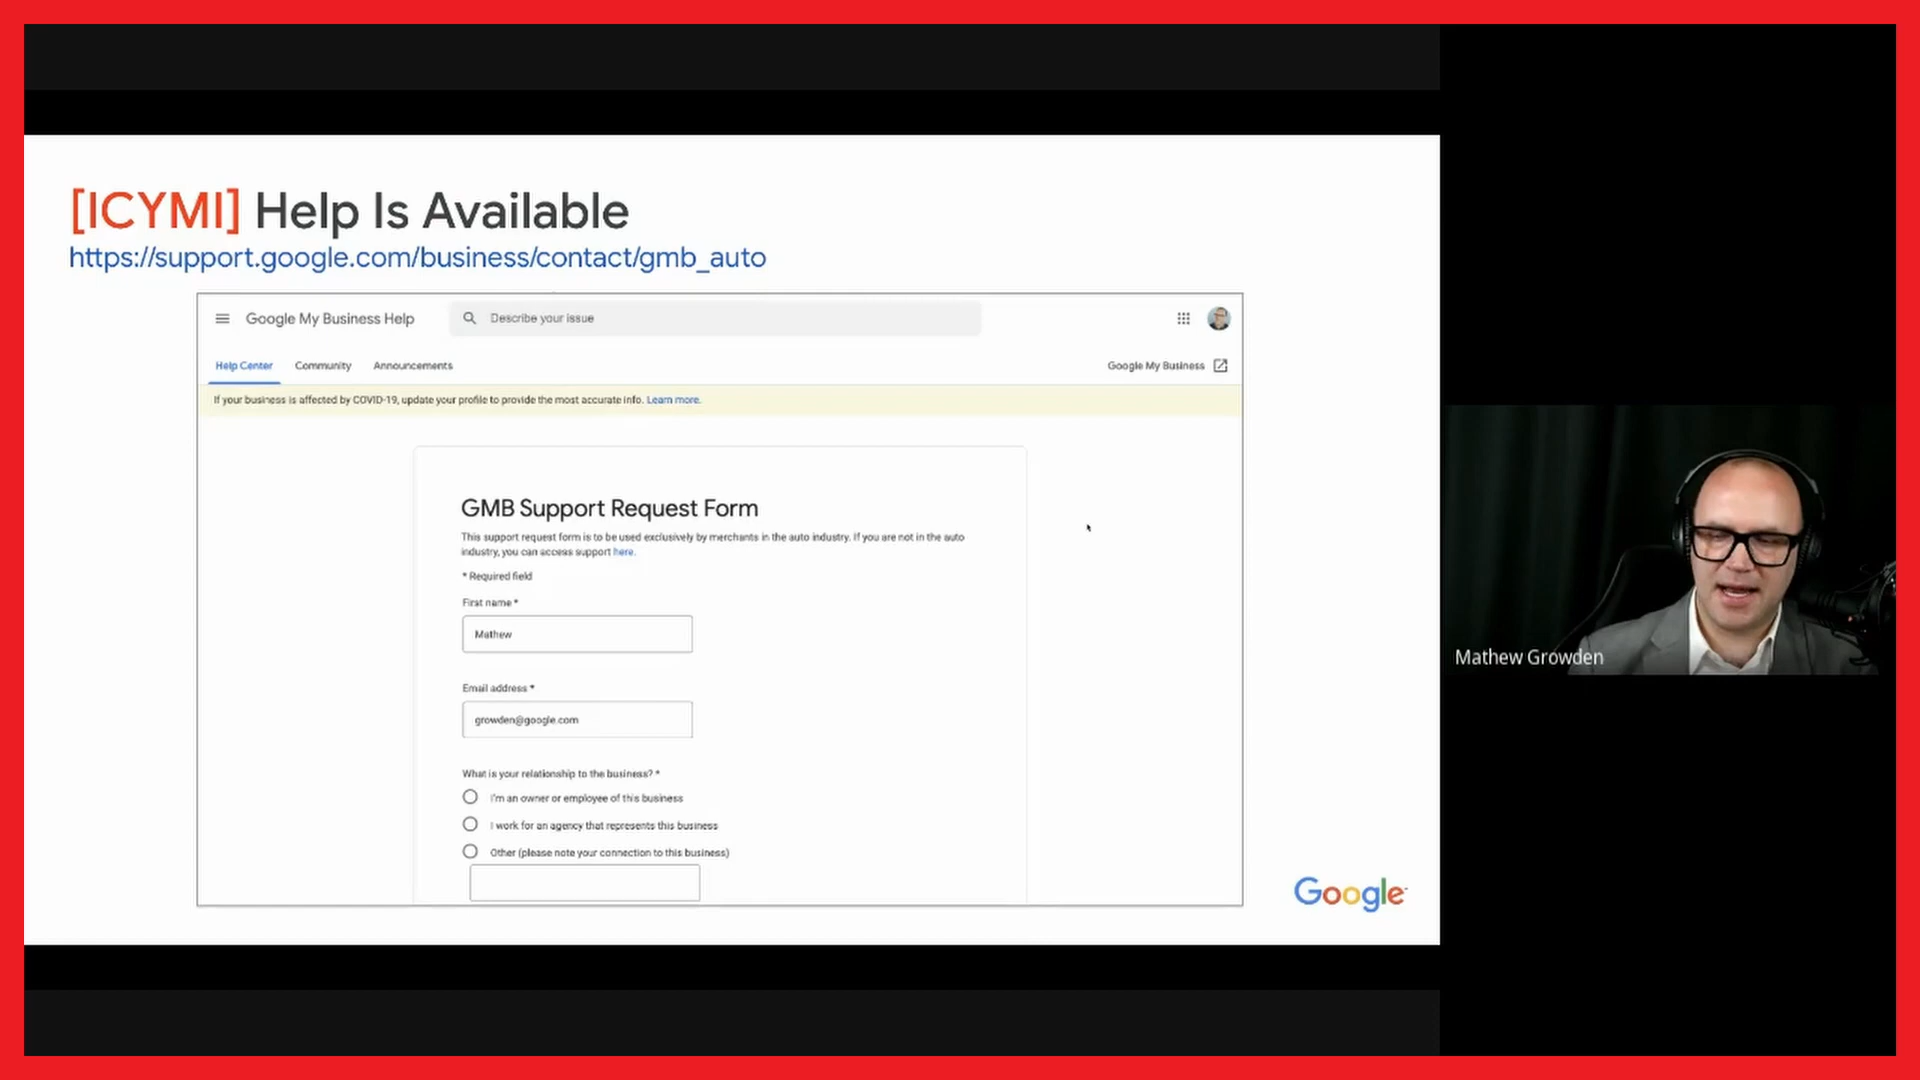 [ICYMI] Help Is Available
https://support.google.com/business/contact/gmb_auto
Google My Business Help
Describe your issue
Help Center
Community
Announcements
Google My Business
If your business is affected by COVID-19, update your profile to provide the most accurate info. Learn more.
GMB Support Request Form
This support request form is to be used exclusively by merchants in the auto industry. If you are not in the auto
industry, you can access support here.
* Required field
First name *
Mathew
Email address *
growden@google.com
What is your relationship to the business? *
I'm an owner or employee of this business
I work for an agency that represents this business
Other (please note your connection to this business)
Google
Mathew Growden